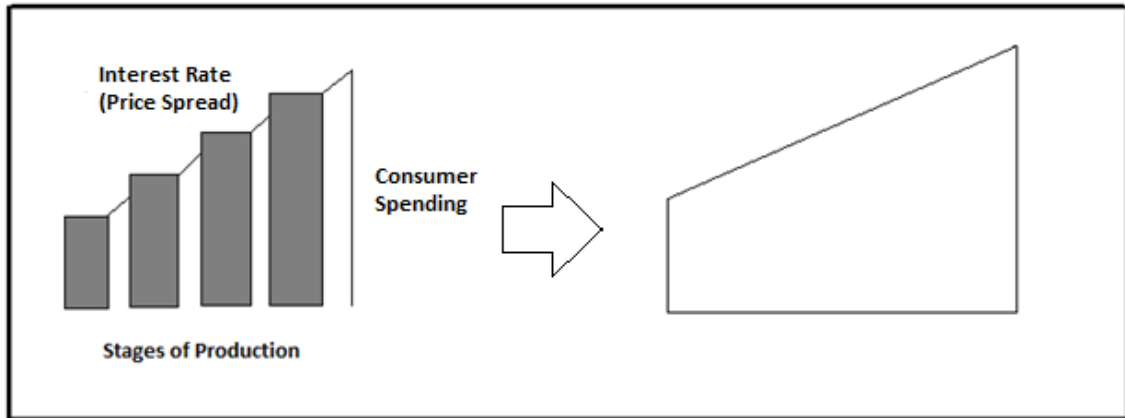 Interest Rate
(Price Spread)
Consumer
Spending
Stages of Production